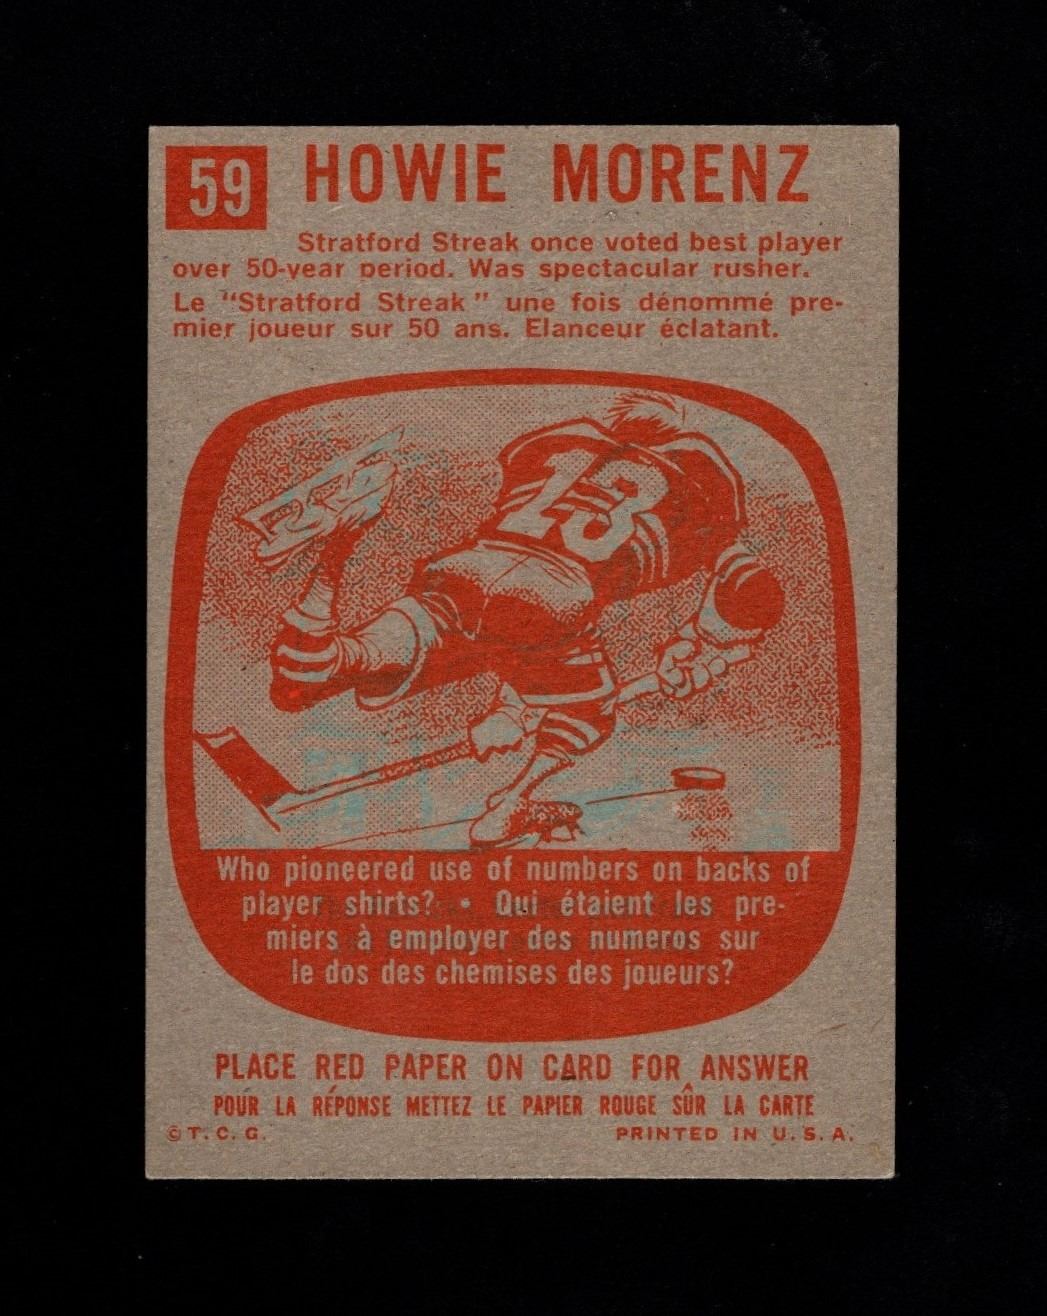 59 HOWIE MORENZ
Stratford Streak once voted best player
over 50-year period. Was spectacular rusher.
Le "Stratford Streak" une fois dénommé pre-
mier joueur sur 50 ans. Elanceur éclatant.
13
Who pioneered use of numbers on backs of
player shirts? • Qui étaient les pre-
miers à employer des numeros sur
le dos des chemises des joueurs?
PLACE RED PAPER ON CARD FOR ANSWER
POUR LA RÉPONSE METTEZ LE PAPIER ROUGE SÛR LA CARTE
© T. C. G. PRINTED IN U. S. A.